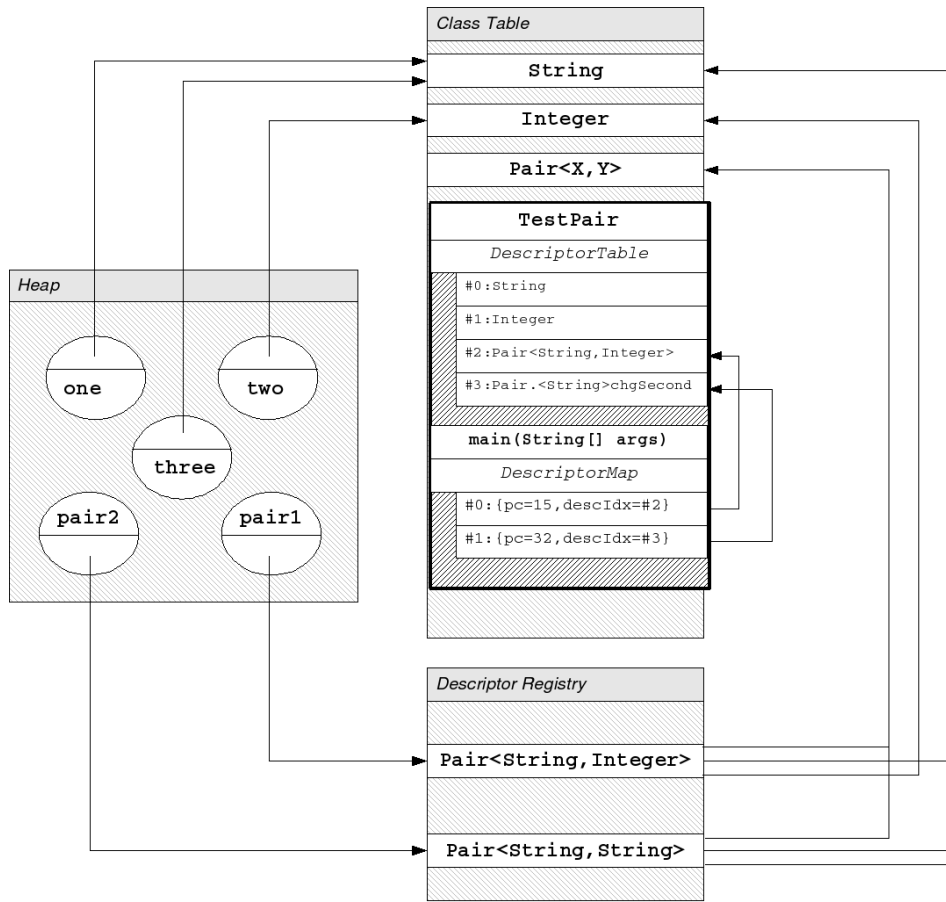 Class Table
String
Integer
Pair<X,Y>
TestPair
DescriptorTable
#0:String
#1:Integer
#2:Pair<String,Integer>
#3:Pair.<String>chgSecond
main(String[] args)
DescriptorMap
#0:{pc=15,descIdx=#2}
#1:{pc=32,descIdx=#3}
Heap
one
two
three
pair2
pair1
Descriptor Registry
Pair<String,Integer>
Pair<String,String>